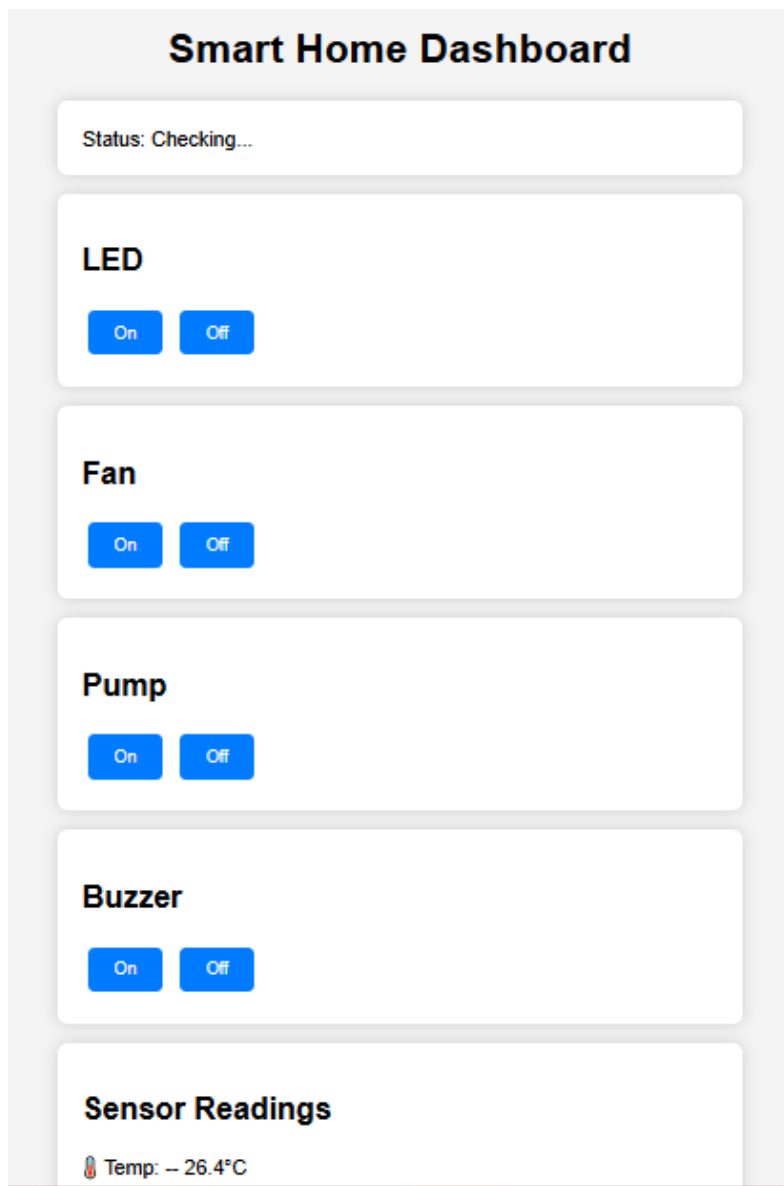 Smart Home Dashboard
Status: Checking...
LED
On Off
Fan
On Off
Pump
On Off
Buzzer
On Off
Sensor Readings
🌡 Temp: -- 26.4°C